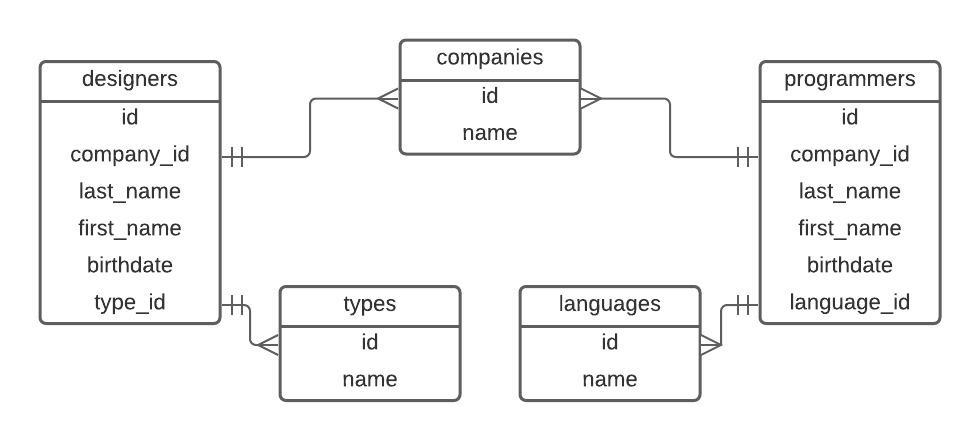 designers
id
company_id
last_name
first_name
birthdate
type_id
companies
id
name
programmers
id
company_id
last_name
first_name
birthdate
language_id
types
id
name
languages
id
name